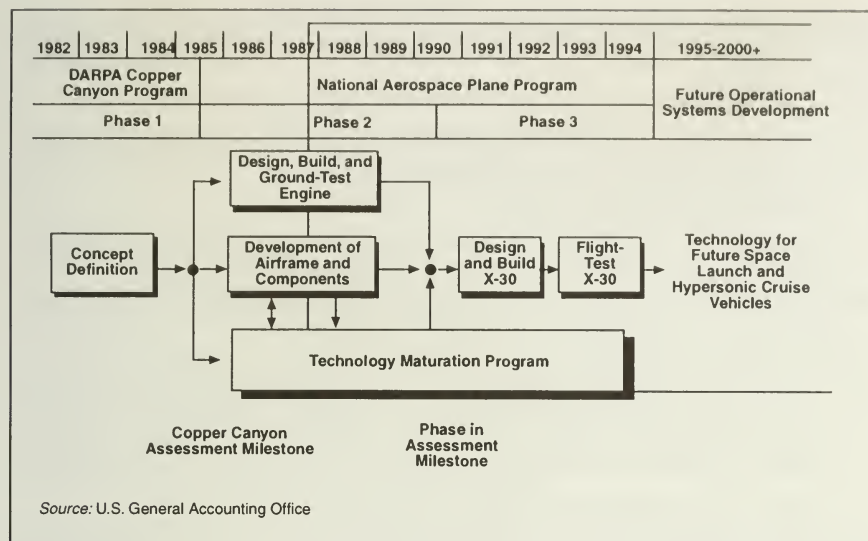 1982 1983 1984 1985 1986 1987 1988 1989 1990 1991 1992 1993 1994 1995-2000+
DARPA Copper
Canyon Program
National Aerospace Plane Program
Future Operational
Systems Development
Phase 1
Phase 2
Phase 3
Design, Build, and
Ground-Test
Engine
Concept
Definition
Development of
Airframe and
Components
Design
and Build
X-30
Flight-
Test
X-30
Technology for
Future Space
Launch and
Hypersonic Cruise
Vehicles
Technology Maturation Program
Copper Canyon
Assessment Milestone
Phase in
Assessment
Milestone
Source: U.S. General Accounting Office